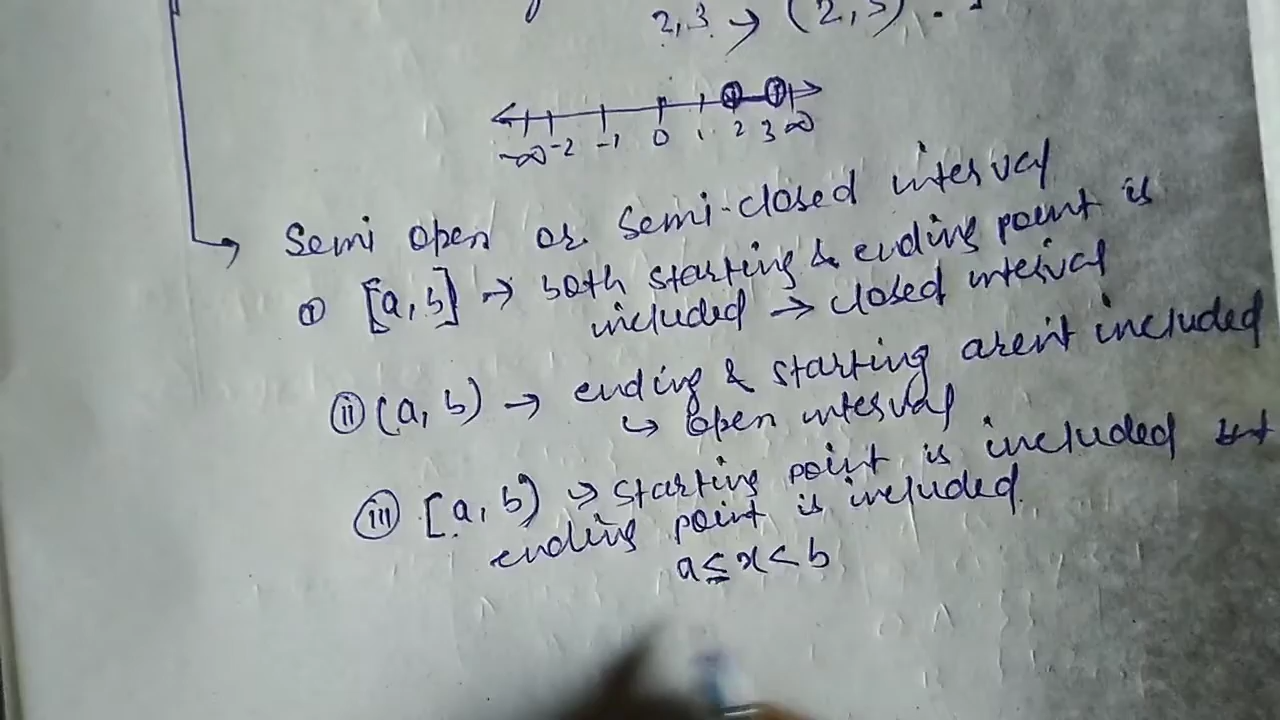 2,3 → (2,3).
-∞ -2 -1 0 1 2 3 ∞
Semi open or Semi-closed interval
① [a, b] → both starting & ending point is
included → closed interval
ⅱ (a, b) → ending & starting aren't included
↳ open interval
ⅲ [a, b) → starting point is included but
ending point is included.
a ≤ x < b